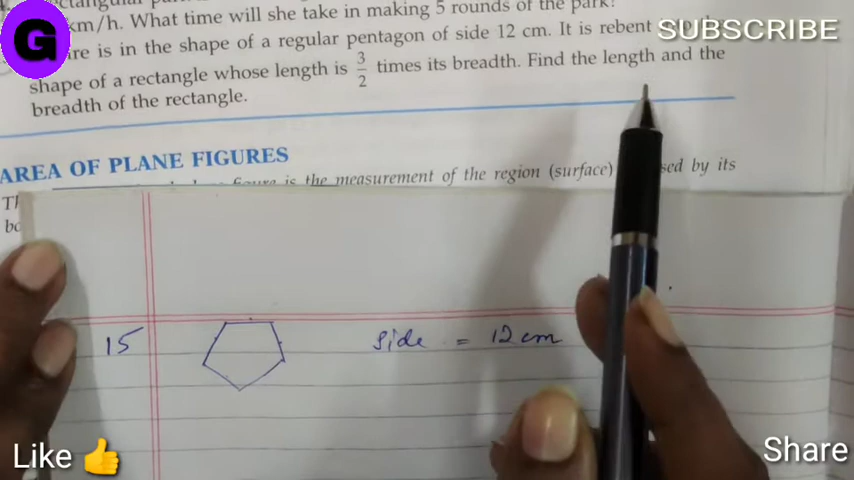 km/h. What time will she take in making 5 rounds of the park?
is in the shape of a regular pentagon of side 12 cm. It is rebent
shape of a rectangle whose length is 3/2 times its breadth. Find the length and the
breadth of the rectangle.
AREA OF PLANE FIGURES
is the measurement of the region (surface) by its
15 side = 12 cm
G
SUBSCRIBE
Like 👍
Share